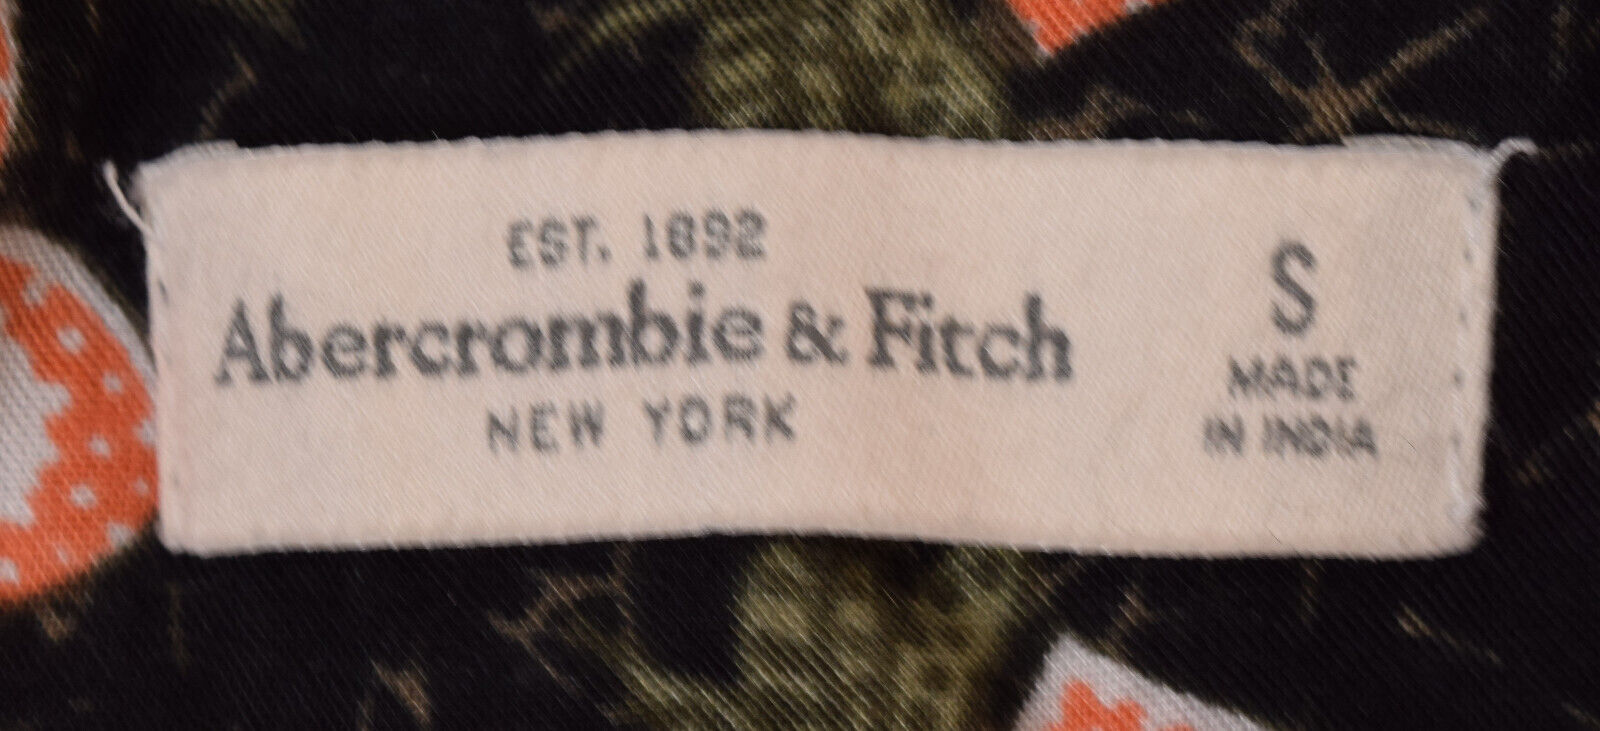 EST. 1892
Abercrombie & Fitch
NEW YORK
S
MADE
IN INDIA